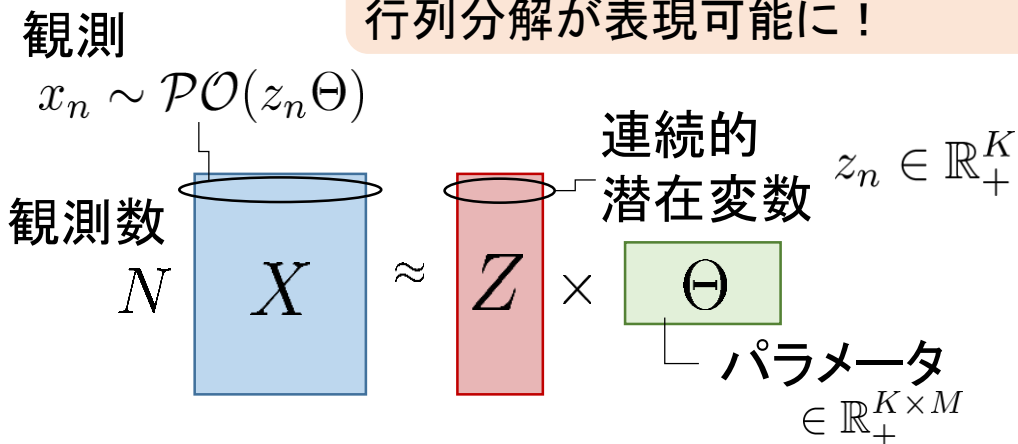 行列分解が表現可能に！
観測
x_n ∼ 𝒫𝒪(z_nΘ)
連続的
潜在変数
z_n ∈ ℝ_+^K
観測数
N
X
≈
Z
×
Θ
パラメータ
∈ ℝ_+^{K×M}